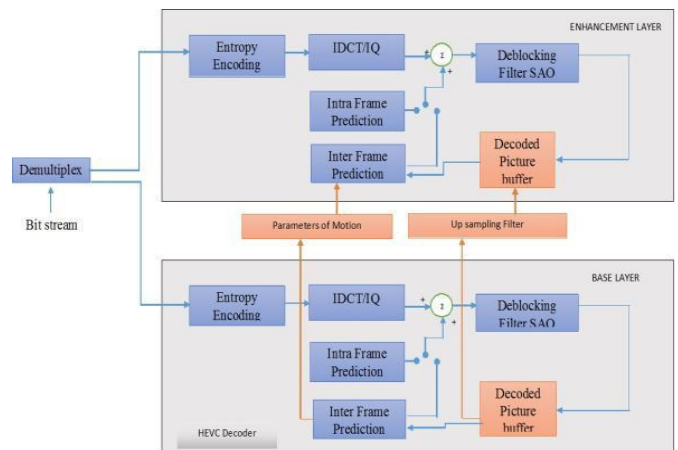 ENHANCEMENT LAYER
Entropy
Encoding
IDCT/IQ
+
Σ
+
Deblocking
Filter SAO
Intra Frame
Prediction
Inter Frame
Prediction
Decoded
Picture
buffer
Demultiplex
Bit stream
Parameters of Motion
Up sampling Filter
BASE LAYER
Entropy
Encoding
IDCT/IQ
+
Σ
+
Deblocking
Filter SAO
Intra Frame
Prediction
Inter Frame
Prediction
Decoded
Picture
buffer
HEVC Decoder